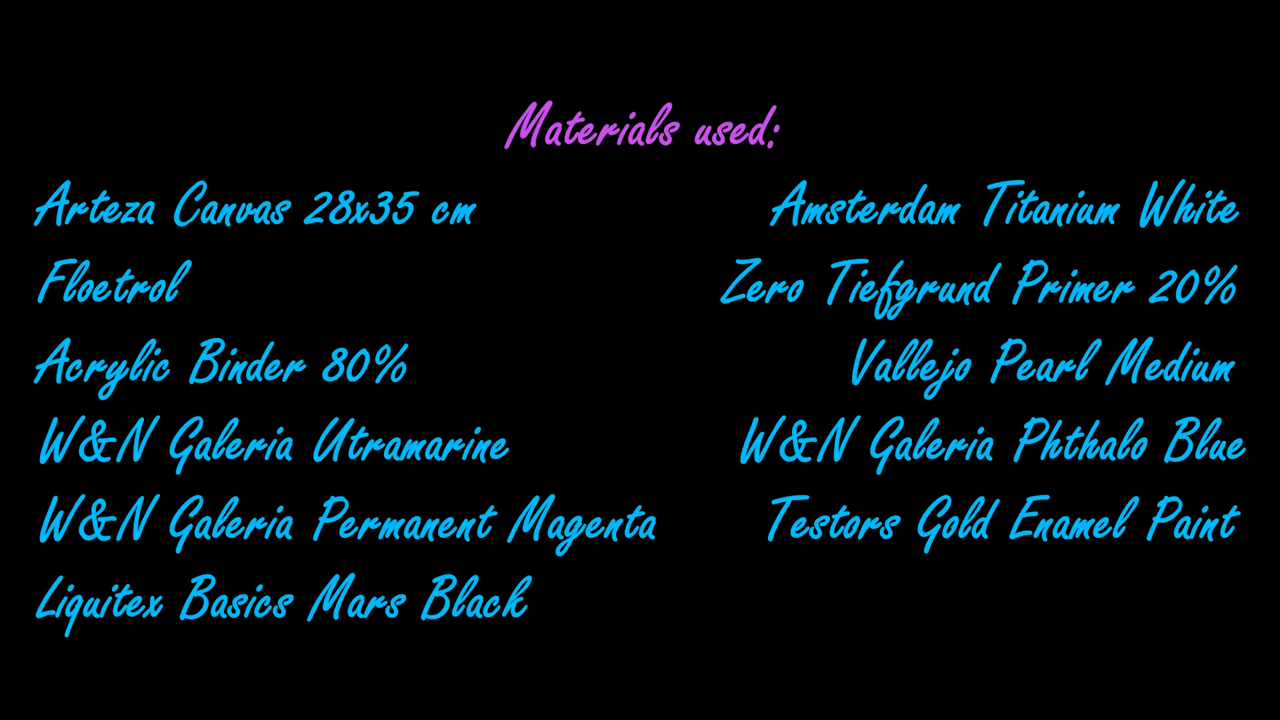 Materials used:
Arteza Canvas 28x35 cm
Floetrol
Acrylic Binder 80%
W&N Galeria Utramarine
W&N Galeria Permanent Magenta
Liquitex Basics Mars Black
Amsterdam Titanium White
Zero Tiefgrund Primer 20%
Vallejo Pearl Medium
W&N Galeria Phthalo Blue
Testors Gold Enamel Paint